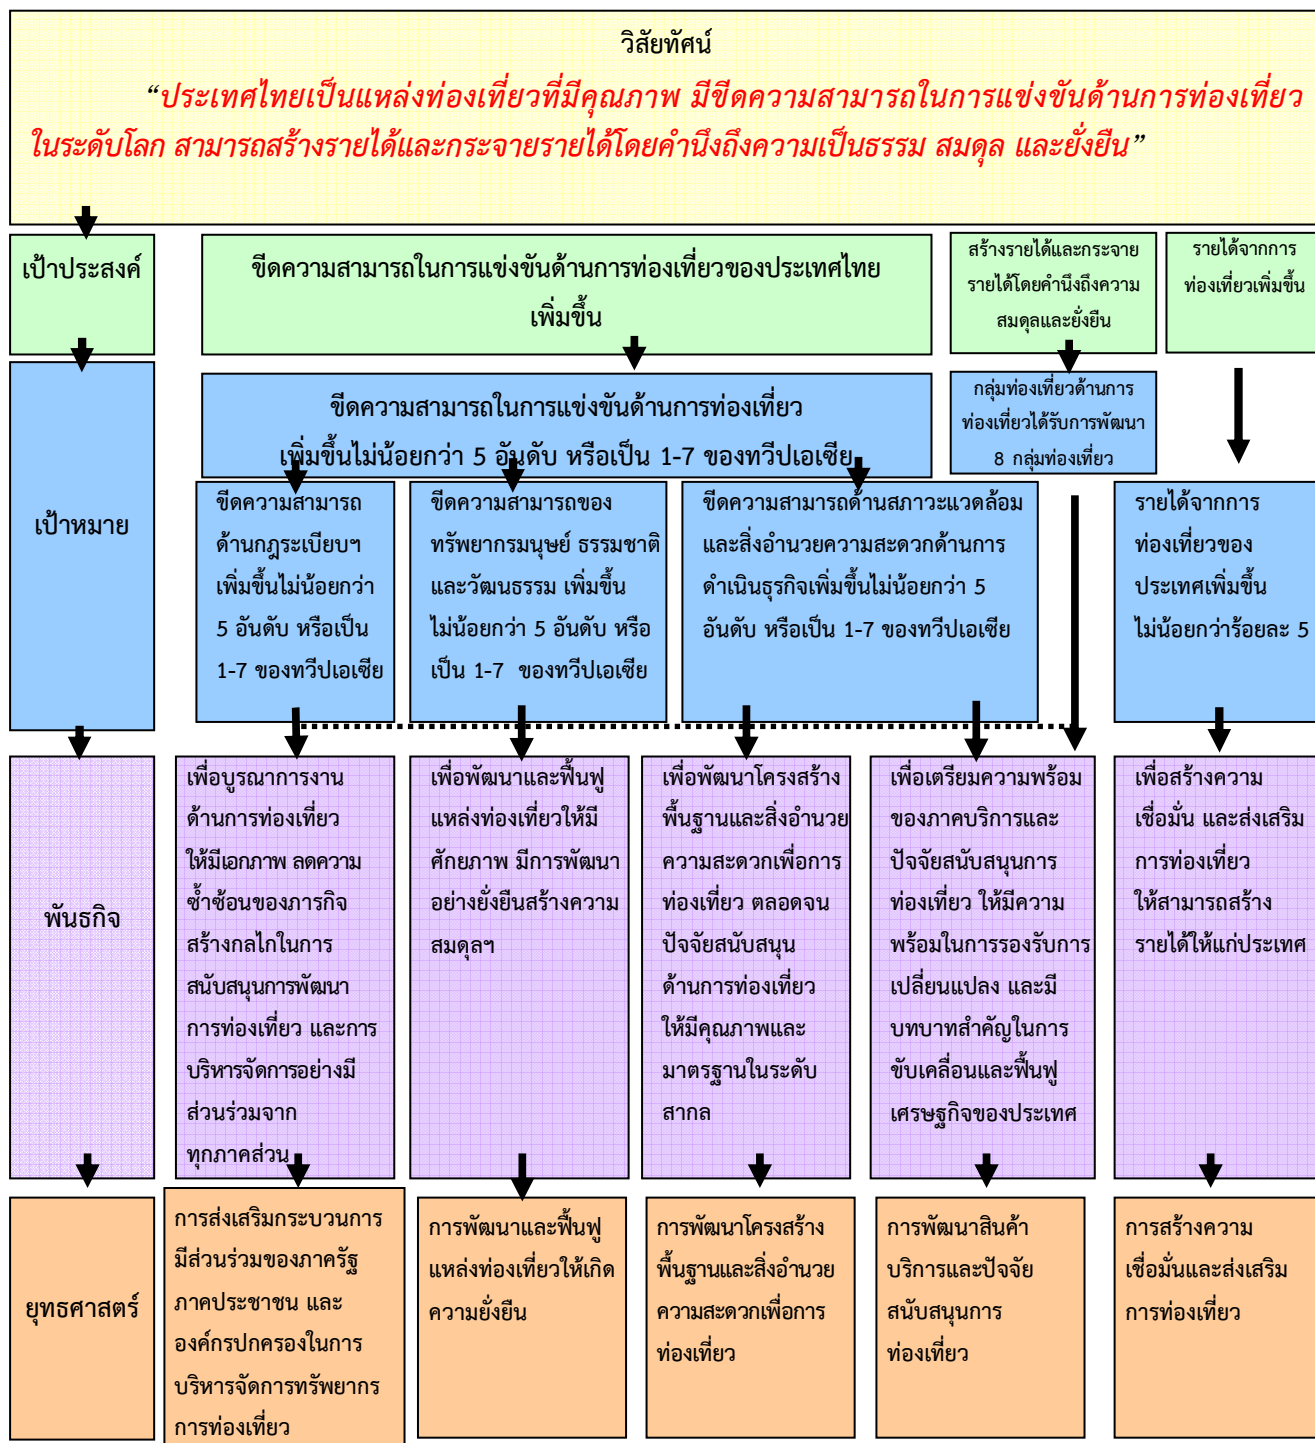 วิสัยทัศน์
“ประเทศไทยเป็นแหล่งท่องเที่ยวที่มีคุณภาพ มีขีดความสามารถในการแข่งขันด้านการท่องเที่ยว
ในระดับโลก สามารถสร้างรายได้และกระจายรายได้โดยคำนึงถึงความเป็นธรรม สมดุล และยั่งยืน”
เป้าประสงค์
ขีดความสามารถในการแข่งขันด้านการท่องเที่ยวของประเทศไทย
เพิ่มขึ้น
สร้างรายได้และกระจาย
รายได้โดยคำนึงถึงความ
สมดุลและยั่งยืน
รายได้จากการ
ท่องเที่ยวเพิ่มขึ้น
เป้าหมาย
ขีดความสามารถในการแข่งขันด้านการท่องเที่ยว
เพิ่มขึ้นไม่น้อยกว่า 5 อันดับ หรือเป็น 1-7 ของทวีปเอเซีย
กลุ่มท่องเที่ยวด้านการ
ท่องเที่ยวได้รับการพัฒนา
8 กลุ่มท่องเที่ยว
ขีดความสามารถ
ด้านกฎระเบียบฯ
เพิ่มขึ้นไม่น้อยกว่า
5 อันดับ หรือเป็น
1-7 ของทวีปเอเซีย
ขีดความสามารถของ
ทรัพยากรมนุษย์ ธรรมชาติ
และวัฒนธรรม เพิ่มขึ้น
ไม่น้อยกว่า 5 อันดับ หรือ
เป็น 1-7 ของทวีปเอเซีย
ขีดความสามารถด้านสภาวะแวดล้อม
และสิ่งอำนวยความสะดวกด้านการ
ดำเนินธุรกิจเพิ่มขึ้นไม่น้อยกว่า 5
อันดับ หรือเป็น 1-7 ของทวีปเอเซีย
รายได้จากการ
ท่องเที่ยวของ
ประเทศเพิ่มขึ้น
ไม่น้อยกว่าร้อยละ 5
พันธกิจ
เพื่อบูรณาการงาน
ด้านการท่องเที่ยว
ให้มีเอกภาพ ลดความ
ซ้ำซ้อนของภารกิจ
สร้างกลไกในการ
สนับสนุนการพัฒนา
การท่องเที่ยว และการ
บริหารจัดการอย่างมี
ส่วนร่วมจาก
ทุกภาคส่วน
เพื่อพัฒนาและฟื้นฟู
แหล่งท่องเที่ยวให้มี
ศักยภาพ มีการพัฒนา
อย่างยั่งยืนสร้างความ
สมดุลฯ
เพื่อพัฒนาโครงสร้าง
พื้นฐานและสิ่งอำนวย
ความสะดวกเพื่อการ
ท่องเที่ยว ตลอดจน
ปัจจัยสนับสนุน
ด้านการท่องเที่ยว
ให้มีคุณภาพและ
มาตรฐานในระดับ
สากล
เพื่อเตรียมความพร้อม
ของภาคบริการและ
ปัจจัยสนับสนุนการ
ท่องเที่ยว ให้มีความ
พร้อมในการรองรับการ
เปลี่ยนแปลง และมี
บทบาทสำคัญในการ
ขับเคลื่อนและฟื้นฟู
เศรษฐกิจของประเทศ
เพื่อสร้างความ
เชื่อมั่น และส่งเสริม
การท่องเที่ยว
ให้สามารถสร้าง
รายได้ให้แก่ประเทศ
ยุทธศาสตร์
การส่งเสริมกระบวนการ
มีส่วนร่วมของภาครัฐ
ภาคประชาชน และ
องค์กรปกครองในการ
บริหารจัดการทรัพยากร
การท่องเที่ยว
การพัฒนาและฟื้นฟู
แหล่งท่องเที่ยวให้เกิด
ความยั่งยืน
การพัฒนาโครงสร้าง
พื้นฐานและสิ่งอำนวย
ความสะดวกเพื่อการ
ท่องเที่ยว
การพัฒนาสินค้า
บริการและปัจจัย
สนับสนุนการ
ท่องเที่ยว
การสร้างความ
เชื่อมั่นและส่งเสริม
การท่องเที่ยว